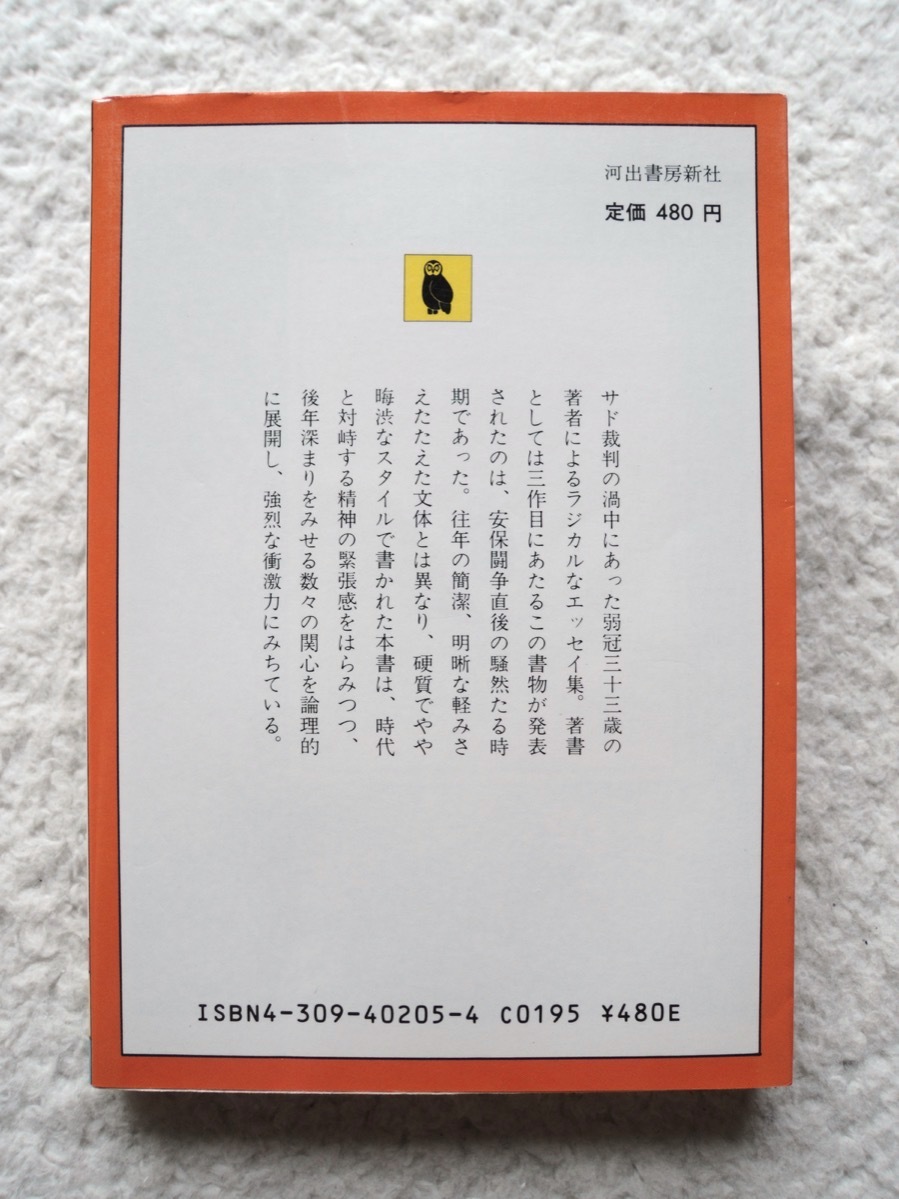 河出書房新社
定価 480 円
サド裁判の渦中にあった弱冠三十三歳の
著者によるラジカルなエッセイ集。著書
としては三作目にあたるこの書物が発表
されたのは、安保闘争直後の騒然たる時
期であった。往年の簡潔、明晰な軽みさ
えたたえた文体とは異なり、硬質でやや
晦渋なスタイルで書かれた本書は、時代
と対峙する精神の緊張感をはらみつつ、
後年深まりをみせる数々の関心を論理的
に展開し、強烈な衝激力にみちている。
ISBN4-309-40205-4 C0195 ¥480E